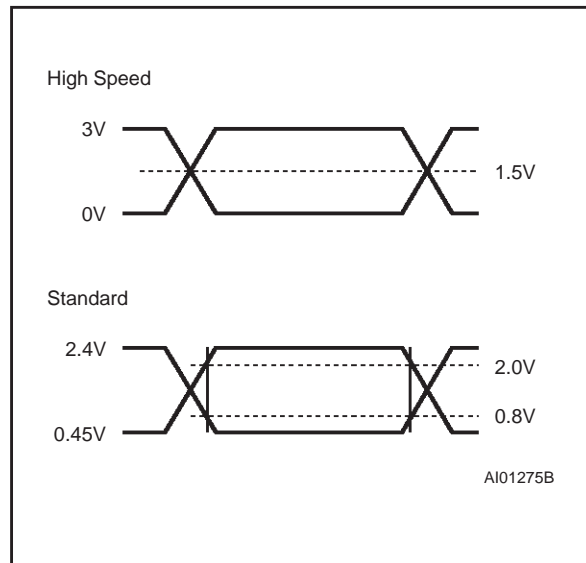 High Speed
3V
1.5V
0V
Standard
2.4V
2.0V
0.8V
0.45V
AI01275B